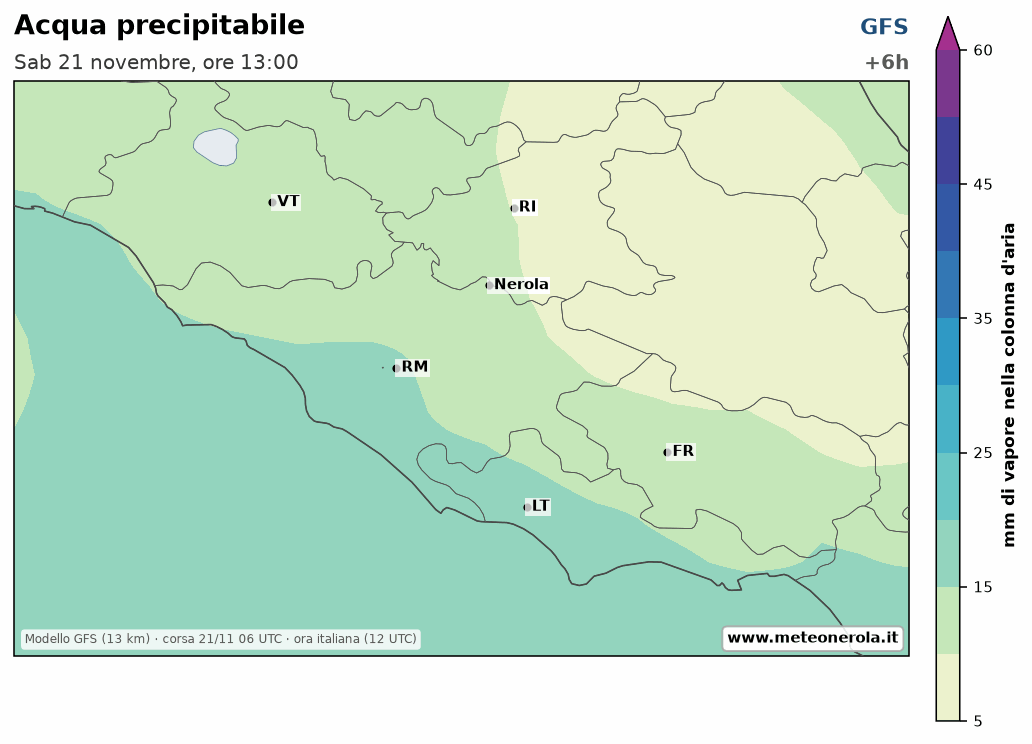 Acqua precipitabile
GFS
Sab 21 novembre, ore 13:00
+6h
VT
RI
Nerola
RM
FR
LT
Modello GFS (13 km) · corsa 21/11 06 UTC · ora italiana (12 UTC)
www.meteonerola.it
60
45
35
25
15
5
mm di vapore nella colonna d'aria